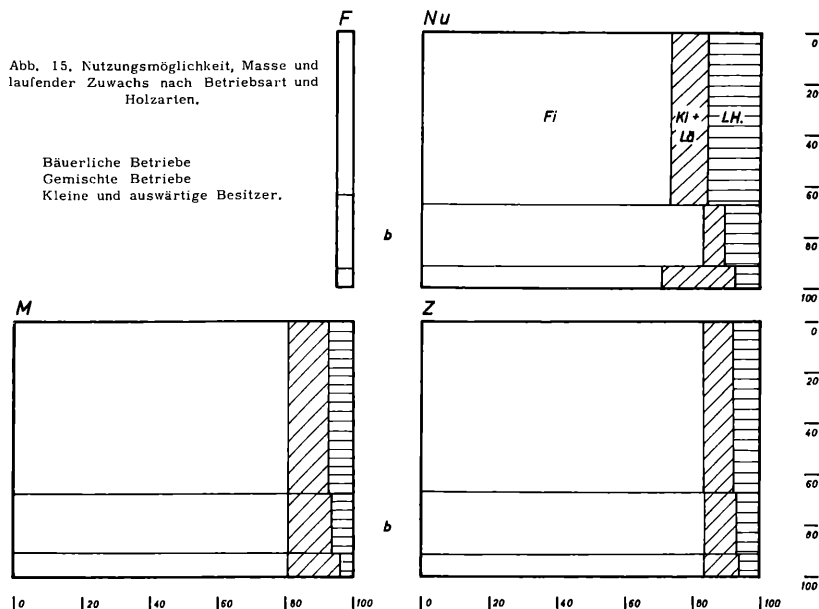 F
Nu
Abb. 15. Nutzungsmöglichkeit, Masse und
laufender Zuwachs nach Betriebsart und
Holzarten.
Bäuerliche Betriebe
Gemischte Betriebe
Kleine und auswärtige Besitzer.
Fi
Ki +
Lä
LH.
b
0
20
40
60
80
100
M
Z
b
0
20
40
60
80
100
0 20 40 60 80 100
0 20 40 60 80 100